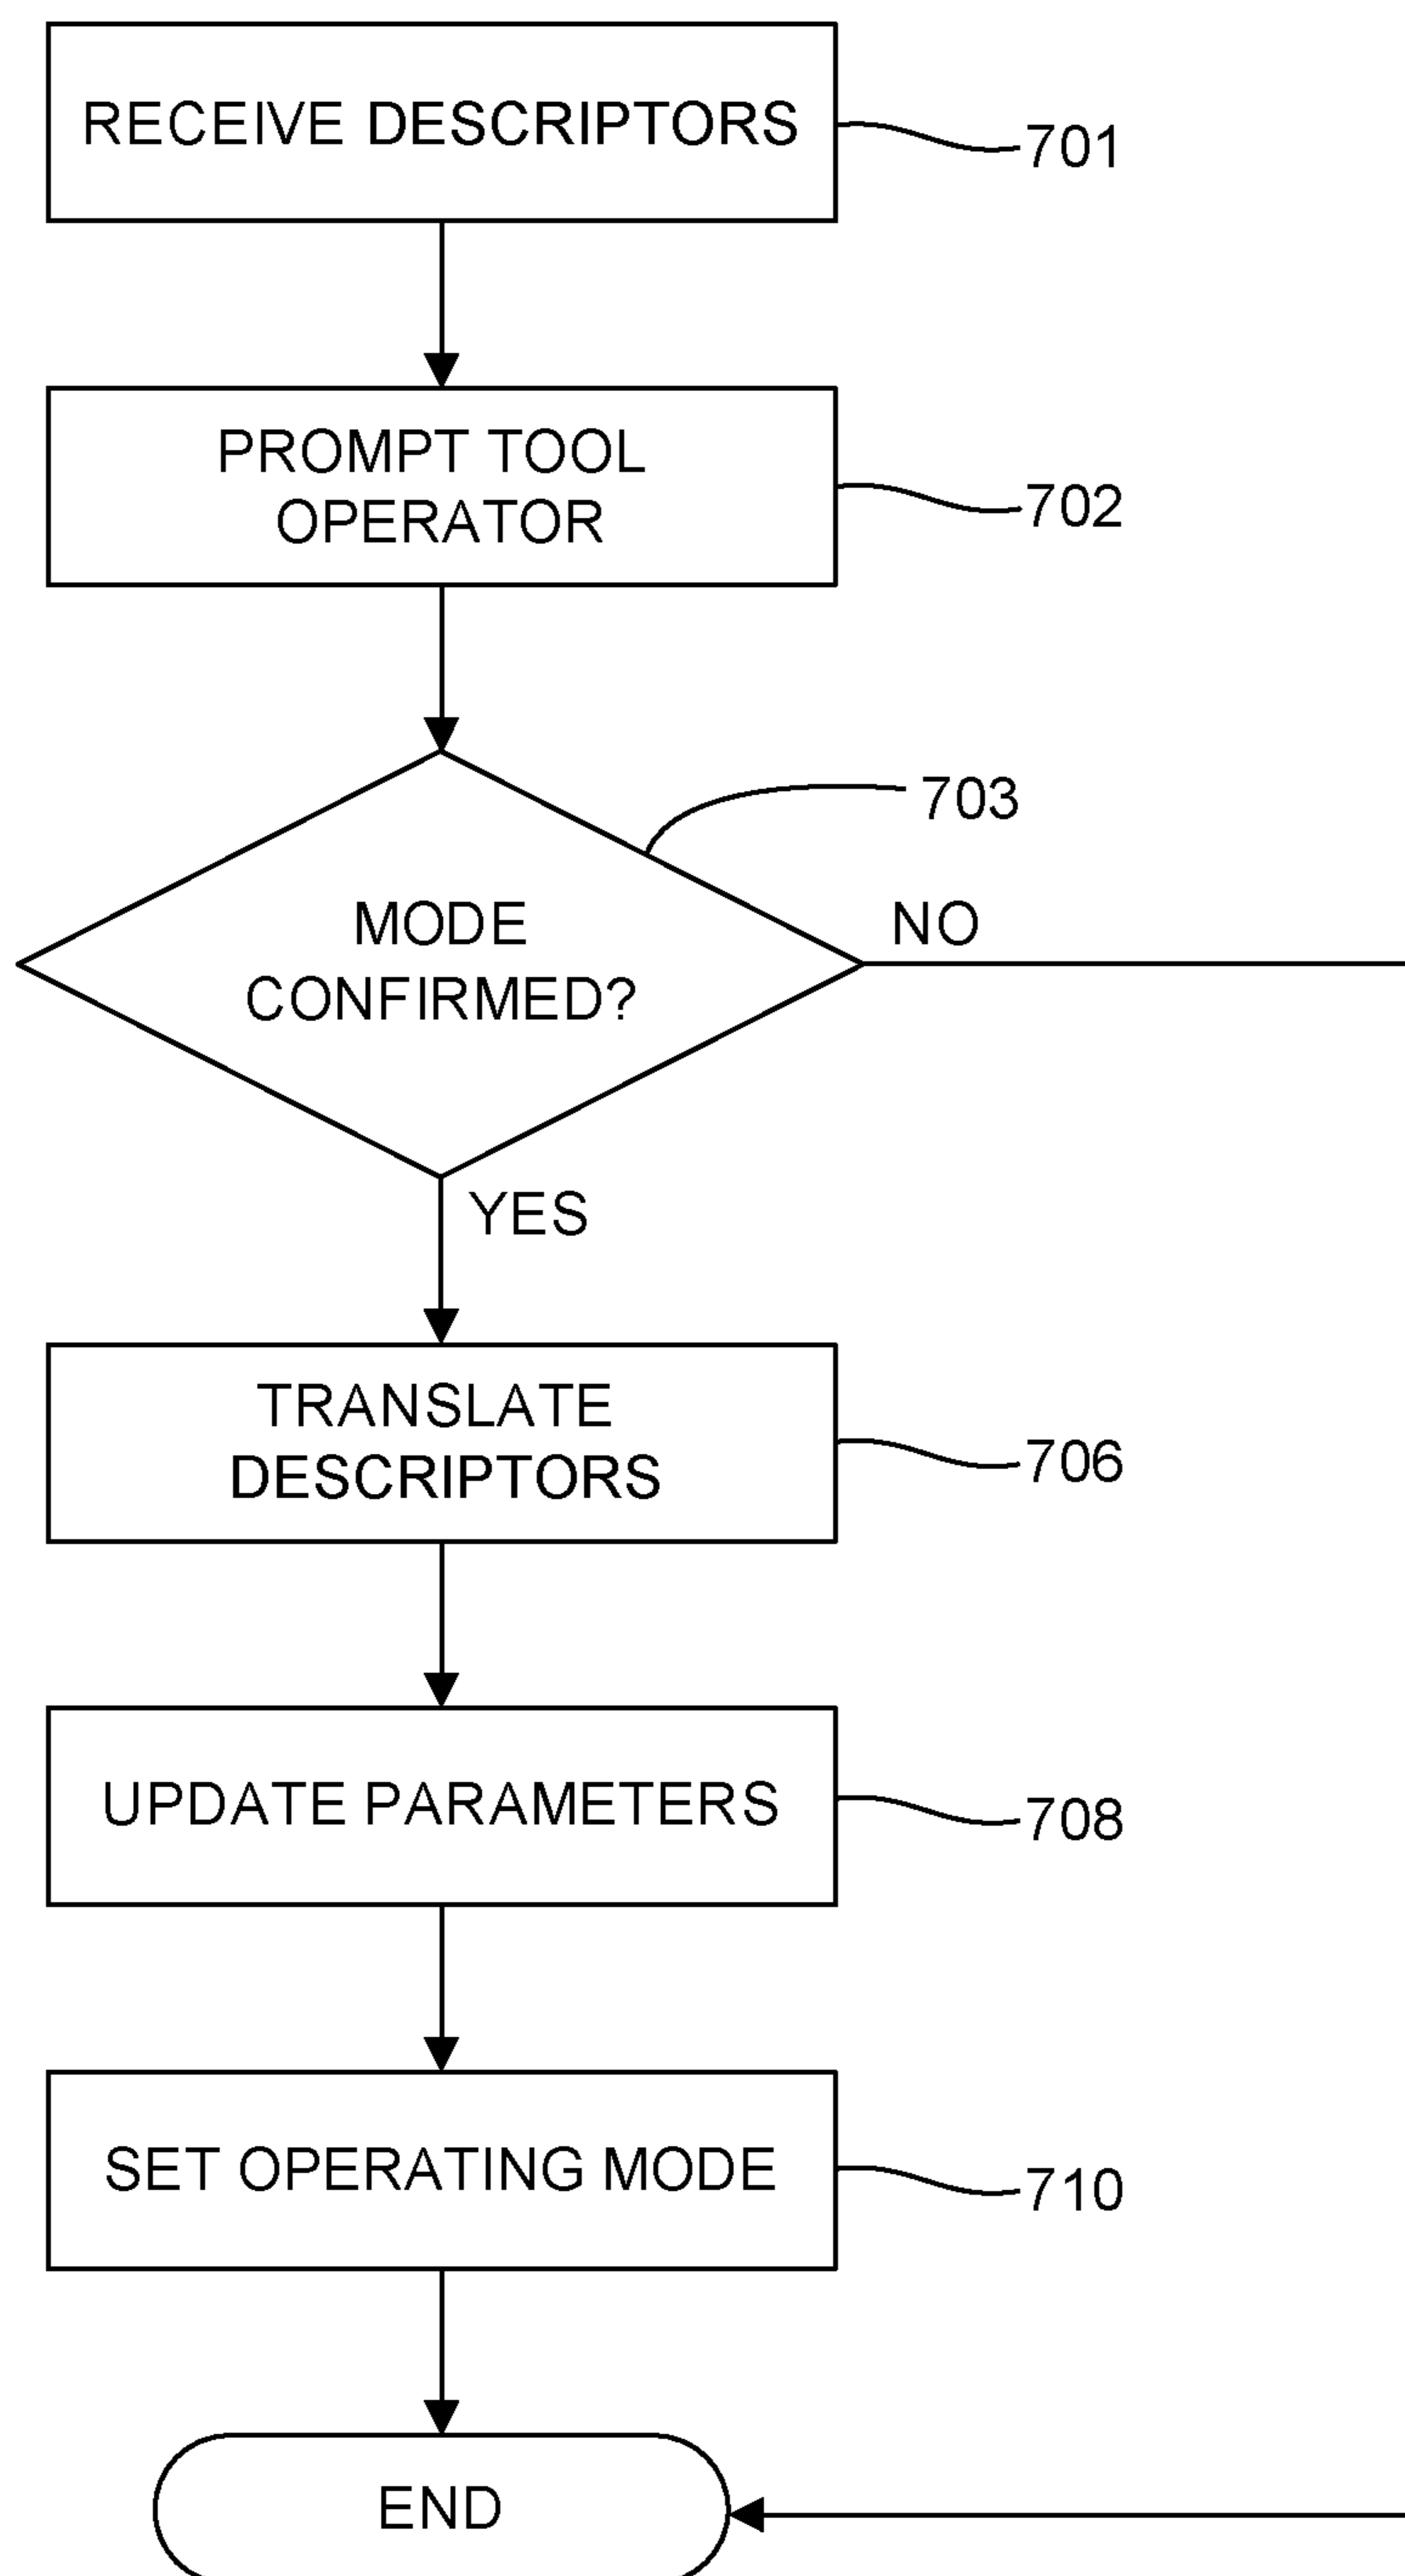 RECEIVE DESCRIPTORS
701
PROMPT TOOL
OPERATOR
702
703
MODE
CONFIRMED?
NO
YES
TRANSLATE
DESCRIPTORS
706
UPDATE PARAMETERS
708
SET OPERATING MODE
710
END